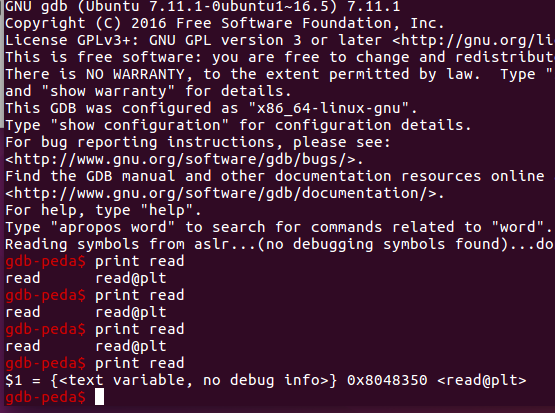 GNU gdb (Ubuntu 7.11.1-0ubuntu1~16.5) 7.11.1
Copyright (C) 2016 Free Software Foundation, Inc.
License GPLv3+: GNU GPL version 3 or later <http://gnu.org/li
This is free software: you are free to change and redistribut
There is NO WARRANTY, to the extent permitted by law.  Type "
and "show warranty" for details.
This GDB was configured as "x86_64-linux-gnu".
Type "show configuration" for configuration details.
For bug reporting instructions, please see:
<http://www.gnu.org/software/gdb/bugs/>.
Find the GDB manual and other documentation resources online
<http://www.gnu.org/software/gdb/documentation/>.
For help, type "help".
Type "apropos word" to search for commands related to "word".
Reading symbols from aslr...(no debugging symbols found)...do
gdb-peda$ print read
read      read@plt
gdb-peda$ print read
read      read@plt
gdb-peda$ print read
read      read@plt
gdb-peda$ print read
$1 = {<text variable, no debug info>} 0x8048350 <read@plt>
gdb-peda$